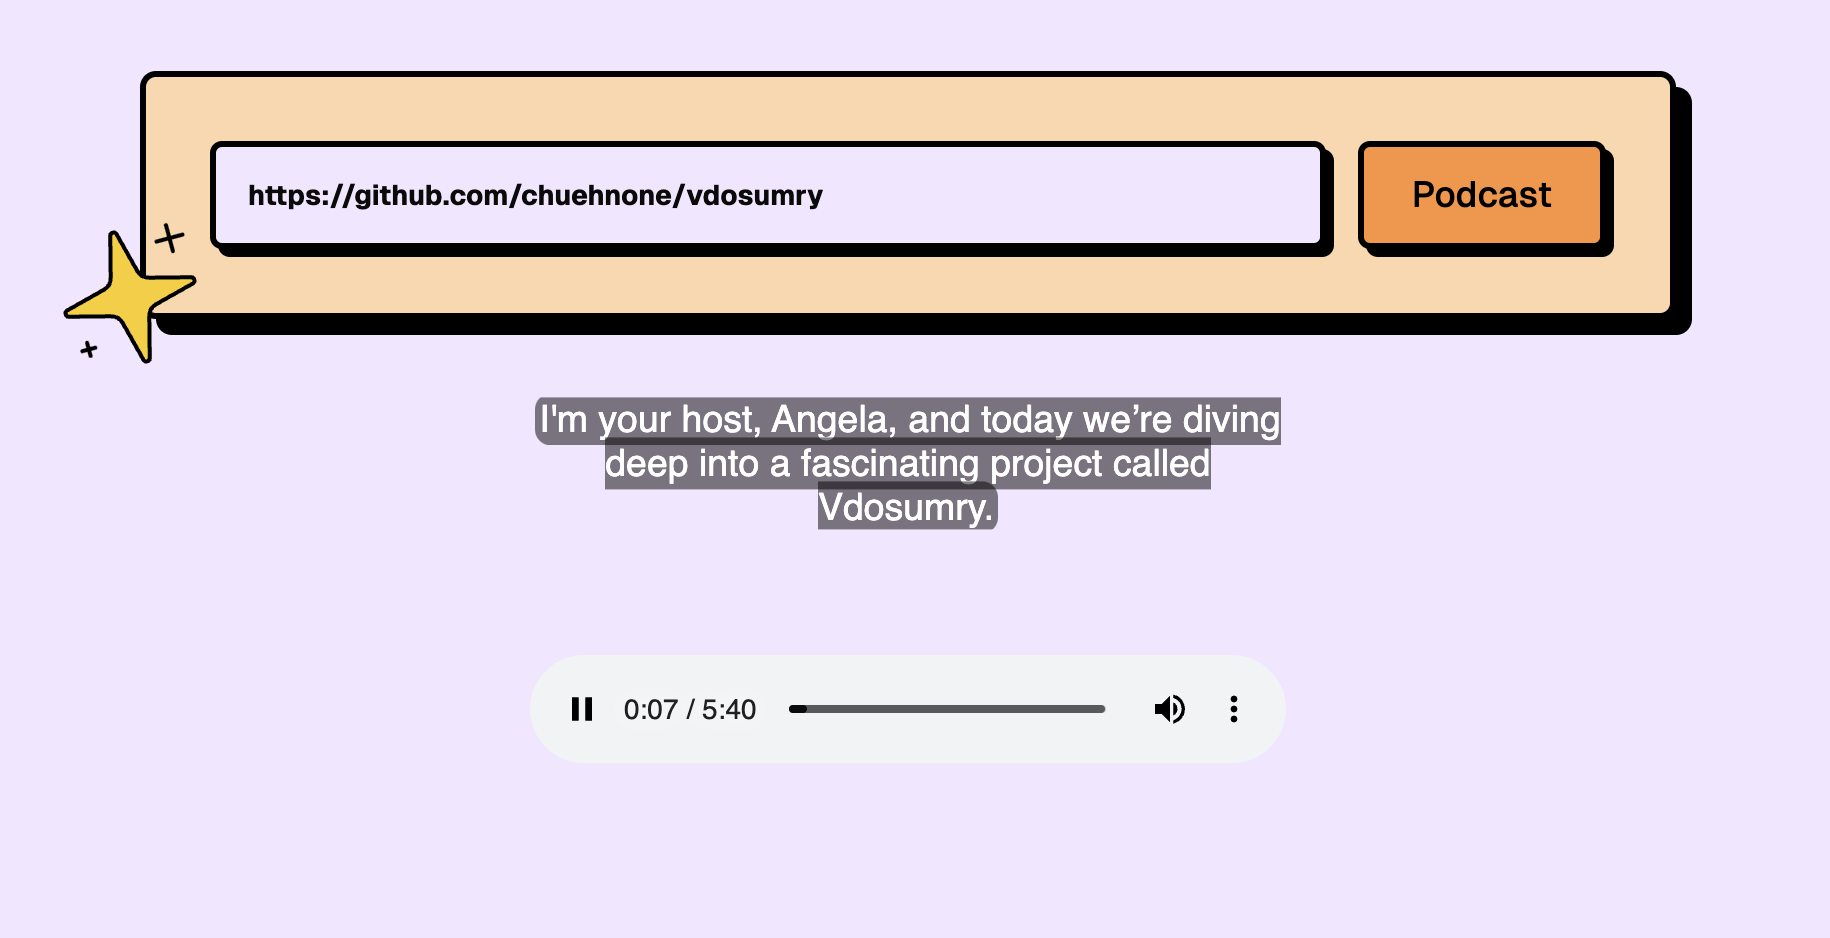 https://github.com/chuehnone/vdosumry
Podcast
I'm your host, Angela, and today we’re diving
deep into a fascinating project called
Vdosumry.
0:07 / 5:40